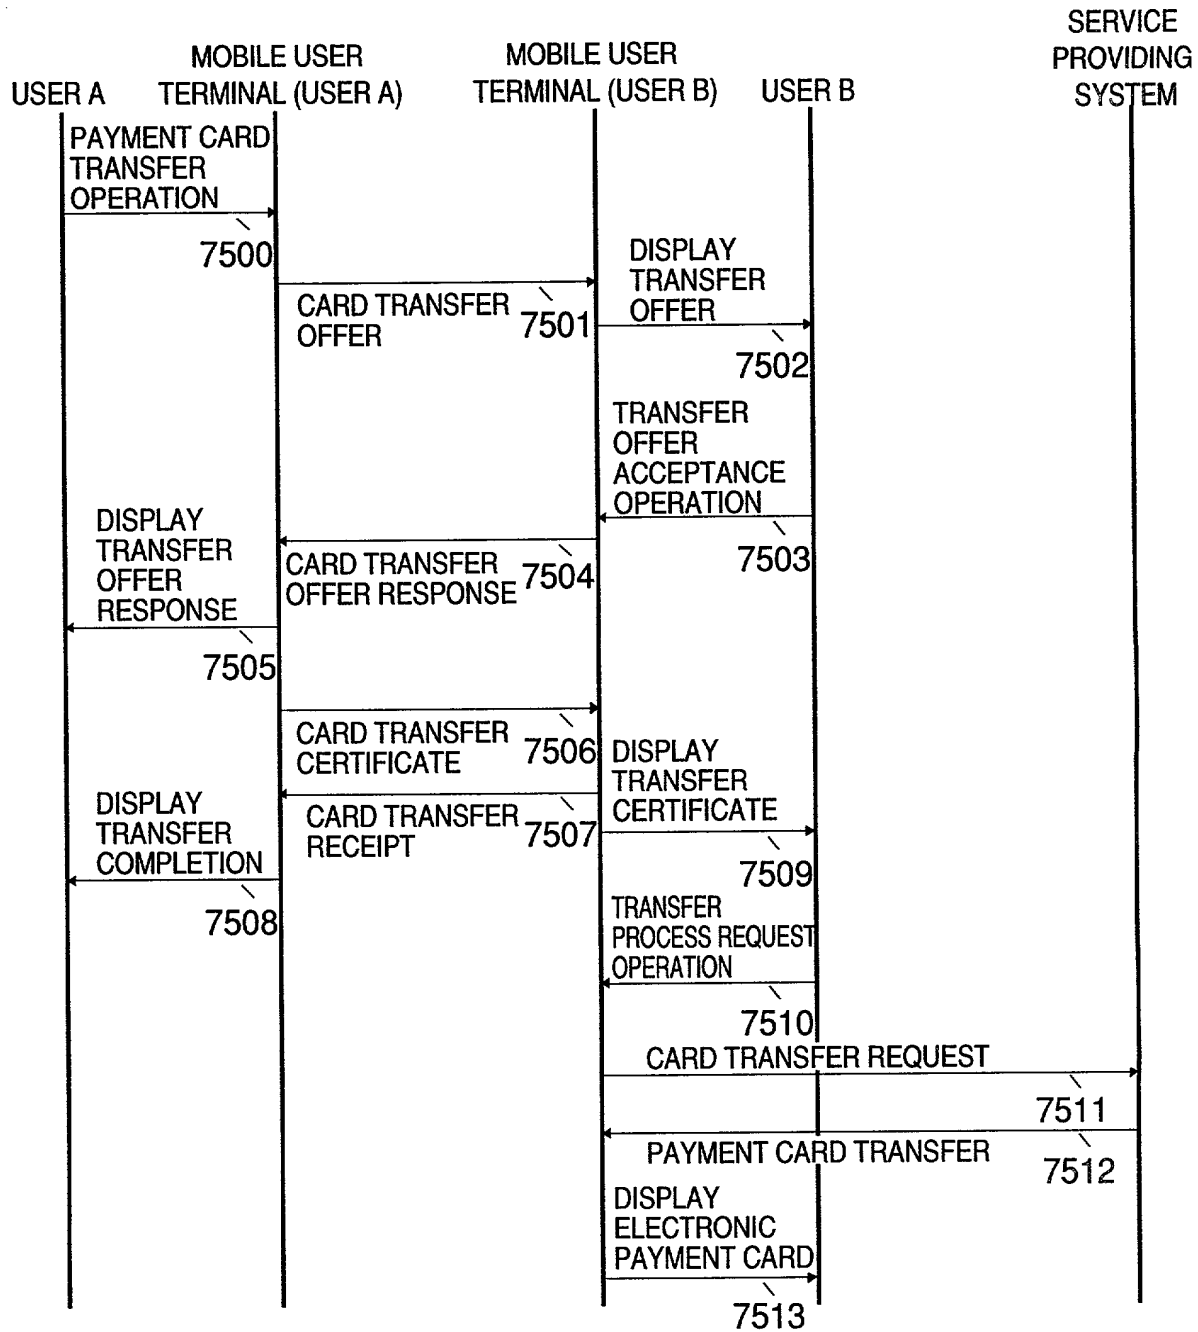 USER A
MOBILE USER
TERMINAL (USER A)
MOBILE USER
TERMINAL (USER B)
USER B
SERVICE
PROVIDING
SYSTEM
PAYMENT CARD
TRANSFER
OPERATION
7500
CARD TRANSFER
OFFER
7501
DISPLAY
TRANSFER
OFFER
7502
TRANSFER
OFFER
ACCEPTANCE
OPERATION
7503
CARD TRANSFER
OFFER RESPONSE
7504
DISPLAY
TRANSFER
OFFER
RESPONSE
7505
CARD TRANSFER
CERTIFICATE
7506
CARD TRANSFER
RECEIPT
7507
DISPLAY
TRANSFER
COMPLETION
7508
DISPLAY
TRANSFER
CERTIFICATE
7509
TRANSFER
PROCESS REQUEST
OPERATION
7510
CARD TRANSFER REQUEST
7511
PAYMENT CARD TRANSFER
7512
DISPLAY
ELECTRONIC
PAYMENT CARD
7513